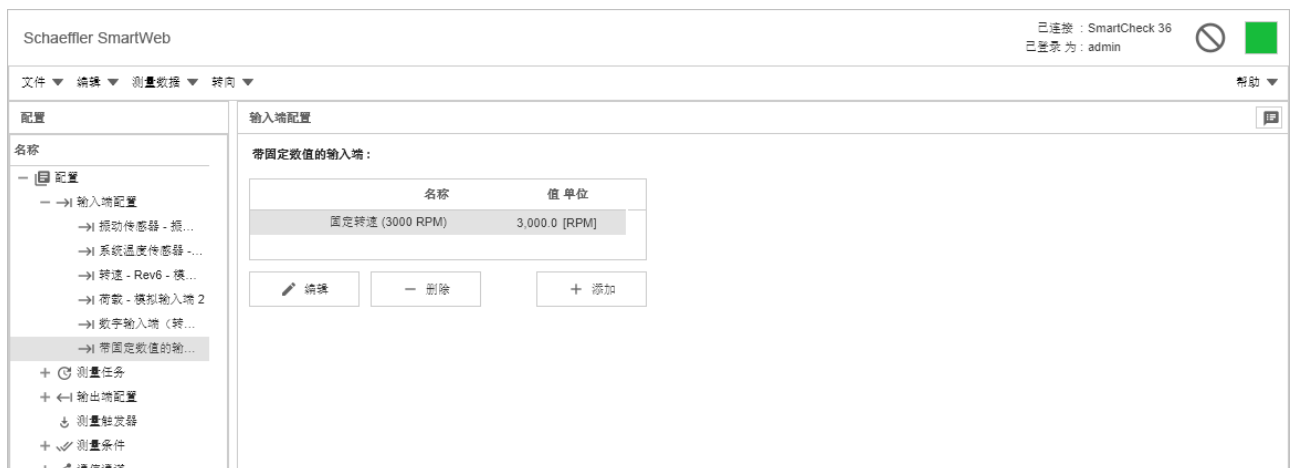 Schaeffler SmartWeb
已连接 : SmartCheck 36
已登录 为 : admin
文件 编辑 测量数据 转向 帮助
配置
名称
配置
输入端配置
振动传感器 - 振...
系统温度传感器 -...
转速 - Rev6 - 模...
荷载 - 模拟输入端 2
数字输入端（转...
带固定数值的输...
测量任务
输出端配置
测量触发器
测量条件
通信通道
输入端配置
带固定数值的输入端 :
名称 值 单位
固定转速 (3000 RPM) 3,000.0 [RPM]
编辑 删除 添加